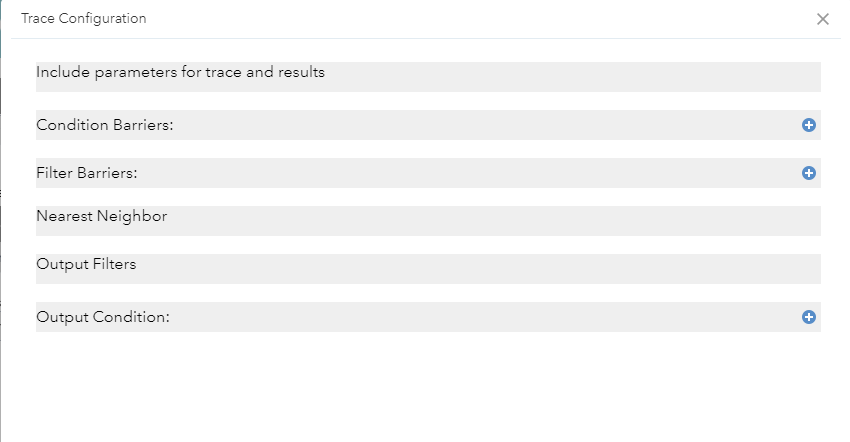 Trace Configuration
Include parameters for trace and results
Condition Barriers:
Filter Barriers:
Nearest Neighbor
Output Filters
Output Condition: